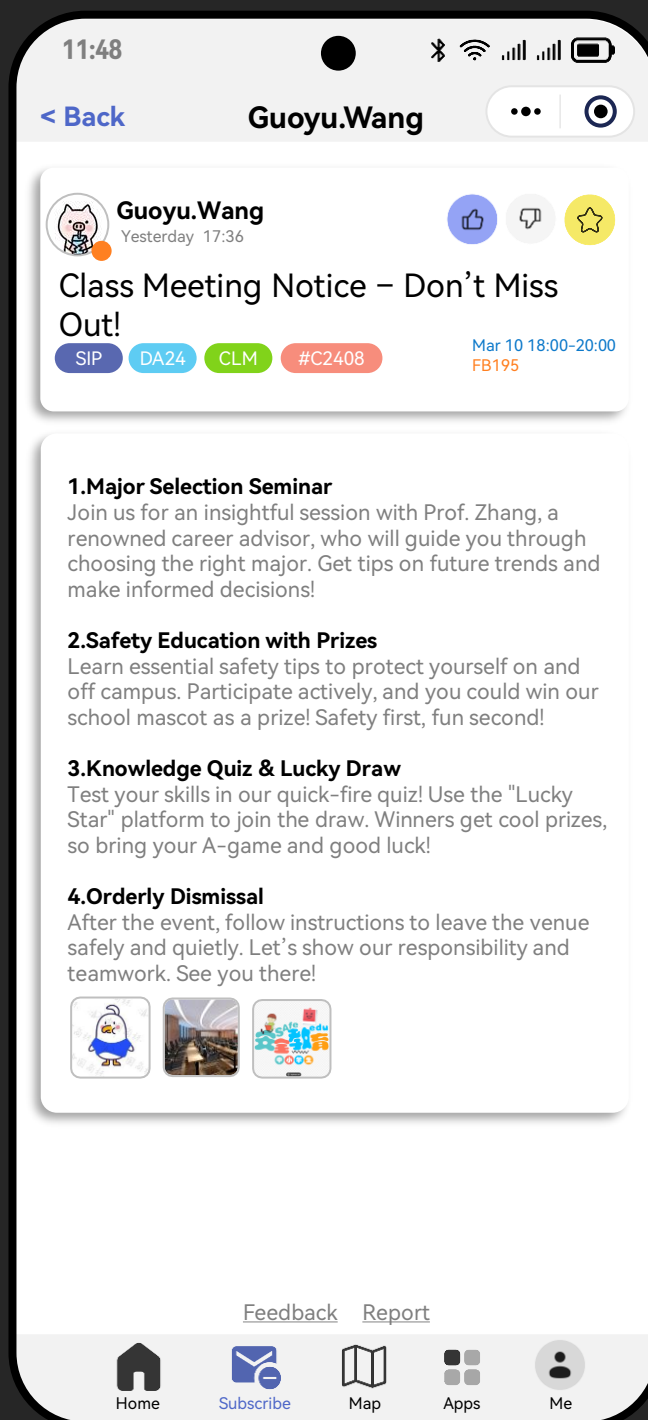 11:48
< Back
Guoyu.Wang
Guoyu.Wang
Yesterday 17:36
Class Meeting Notice – Don’t Miss
Out!
SIP
DA24
CLM
#C2408
Mar 10 18:00-20:00
FB195
1.Major Selection Seminar
Join us for an insightful session with Prof. Zhang, a
renowned career advisor, who will guide you through
choosing the right major. Get tips on future trends and
make informed decisions!
2.Safety Education with Prizes
Learn essential safety tips to protect yourself on and
off campus. Participate actively, and you could win our
school mascot as a prize! Safety first, fun second!
3.Knowledge Quiz & Lucky Draw
Test your skills in our quick-fire quiz! Use the "Lucky
Star" platform to join the draw. Winners get cool prizes,
so bring your A-game and good luck!
4.Orderly Dismissal
After the event, follow instructions to leave the venue
safely and quietly. Let’s show our responsibility and
teamwork. See you there!
Safe
edu
安全教育
Feedback
Report
Home
Subscribe
Map
Apps
Me